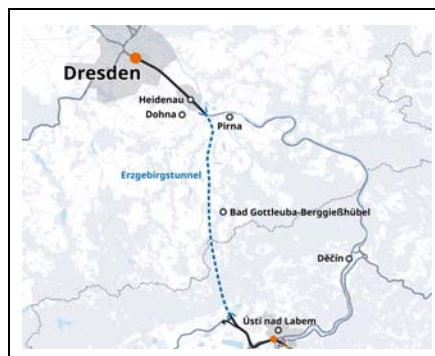 Dresden
Heidenau
Dohna
Pirna
Erzgebirgstunnel
Bad Gottleuba-Berggießhübel
Děčín
Ústí nad Labem